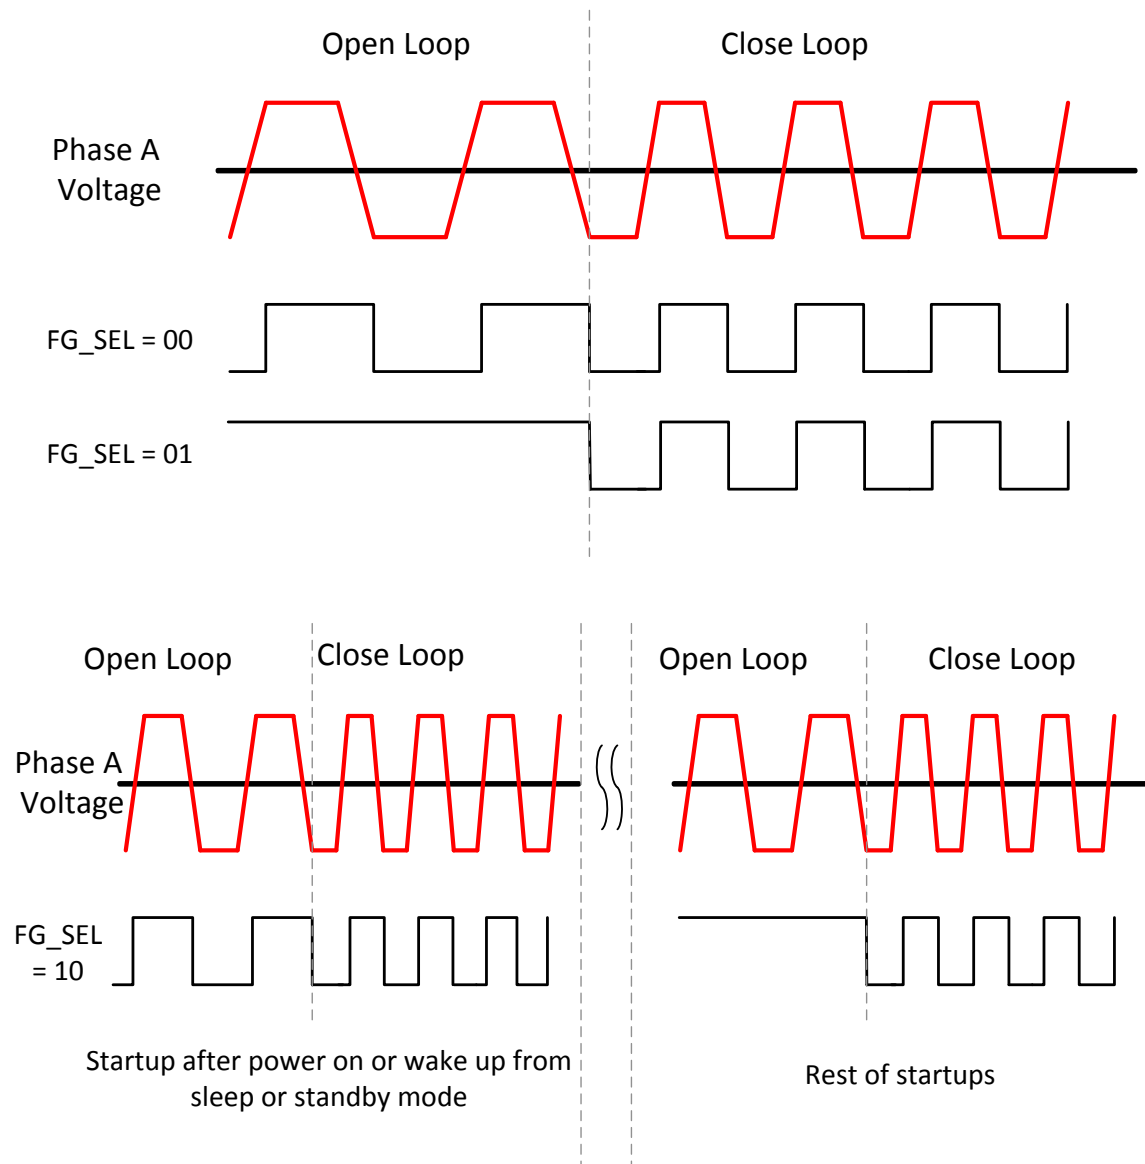 Open Loop
Close Loop
Phase A
Voltage
FG_SEL = 00
FG_SEL = 01
Open Loop
Close Loop
Open Loop
Close Loop
Phase A
Voltage
FG_SEL
= 10
Startup after power on or wake up from
sleep or standby mode
Rest of startups